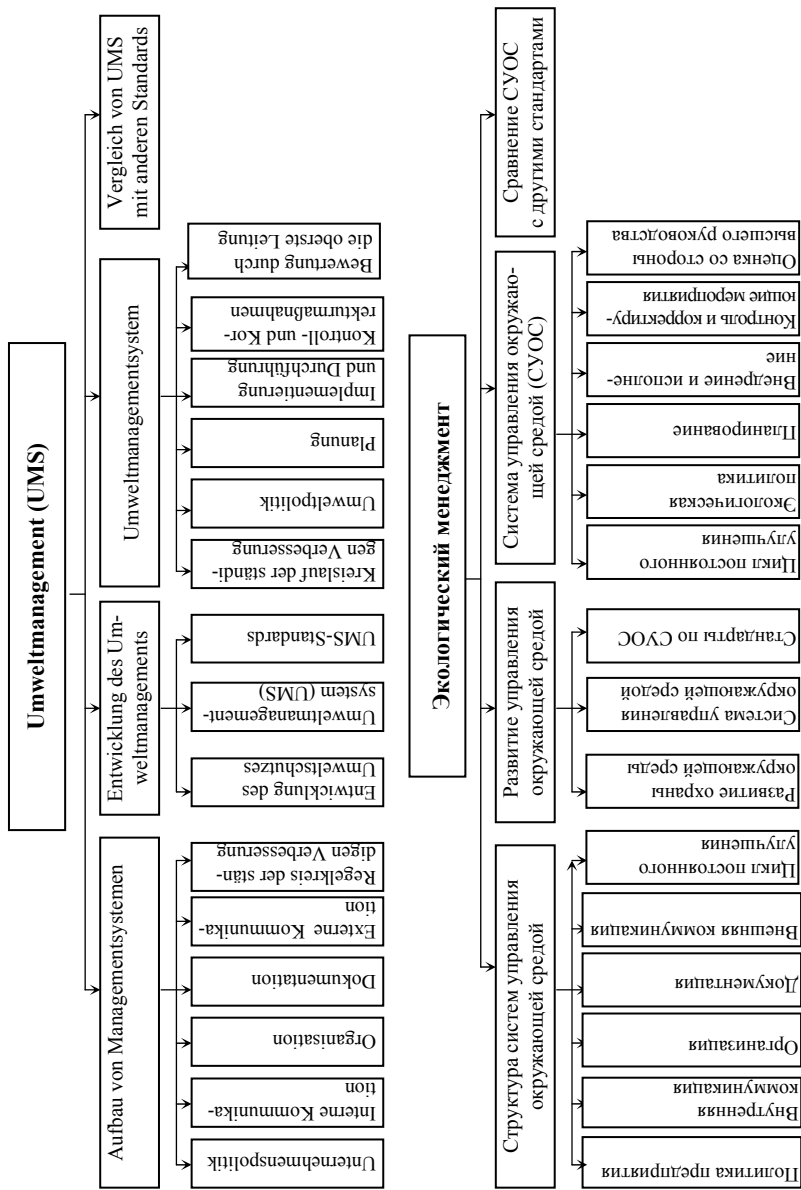 Umweltmanagement (UMS)
Aufbau von Managementsystemen
Entwicklung des Um-
weltmanagements
Umweltmanagementsystem
Vergleich von UMS
mit anderen Standards
Unternehmenspolitik
Interne Kommunika-
tion
Organisation
Dokumentation
Externe Kommunika-
tion
Regelkreis der stän-
digen Verbesserung
Entwicklung des
Umweltschutzes
Umweltmanagement-
system (UMS)
UMS-Standards
Kreislauf der ständi-
gen Verbesserung
Umweltpolitik
Planung
Implementierung
und Durchführung
Kontroll- und Kor-
rekturmaßnahmen
Bewertung durch
die oberste Leitung
Экологический менеджмент
Структура систем управления
окружающей средой
Развитие управления
окружающей средой
Система управления окружаю-
щей средой (СУОС)
Сравнение СУОС
с другими стандартами
Политика предприятия
Внутренняя
коммуникация
Организация
Документация
Внешняя коммуникация
Цикл постоянного
улучшения
Развитие охраны
окружающей среды
Система управления
окружающей средой
Стандарты по СУОС
Цикл постоянного
улучшения
Экологическая
политика
Планирование
Внедрение и исполне-
ние
Контроль и корректиру-
ющие мероприятия
Оценка со стороны
высшего руководства